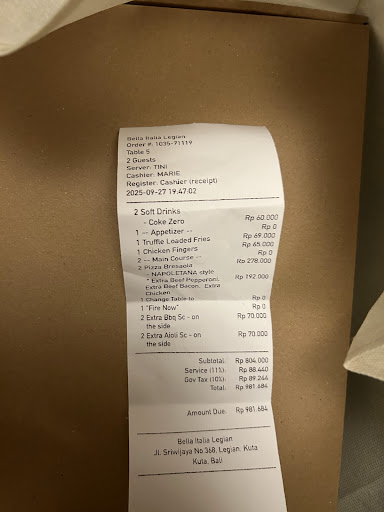 Bella Italia Legian
Order #: 1035-71119
Table 5
2 Guests
Server: TINI
Cashier: MARIE
Register: Cashier (receipt)
2025-09-27 19:47:02
2 Soft Drinks Rp 60.000
- Coke Zero
1 -- Appetizer -- Rp 0
1 Truffle Loaded Fries Rp 69.000
1 Chicken Fingers Rp 65.000
2 -- Main Course -- Rp 0
2 Pizza Bresaola Rp 278.000
- NAPOLETANA style
* Extra Beef Pepperoni, Rp 192.000
Extra Beef Bacon, Extra
Chicken
1 Change Table to Rp 0
1 "Fire Now" Rp 0
2 Extra Bbq Sc - on Rp 70.000
the side
2 Extra Aioli Sc - on Rp 70.000
the side
Subtotal: Rp 804.000
Service (11%): Rp 88.440
Gov Tax (10%): Rp 89.244
Total: Rp 981.684
Amount Due: Rp 981.684
Bella Italia Legian
Jl. Sriwijaya No.368, Legian, Kuta
Kuta, Bali